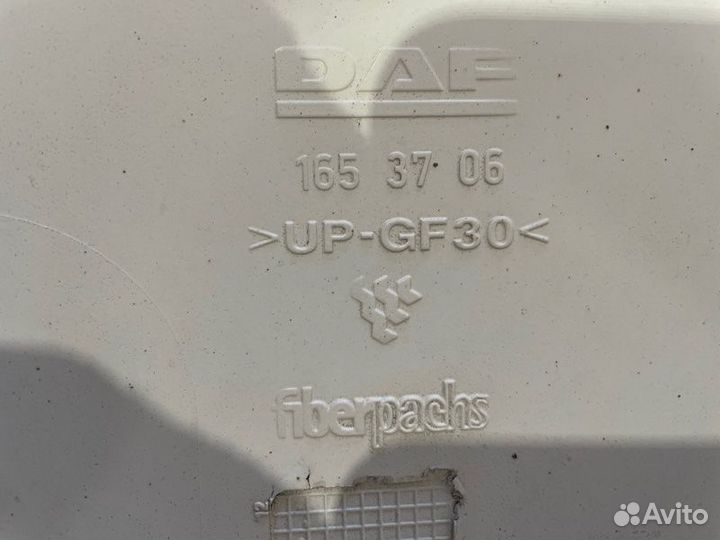 DAF
165 37 06
>UP-GF30<
fiberpachs
Avito